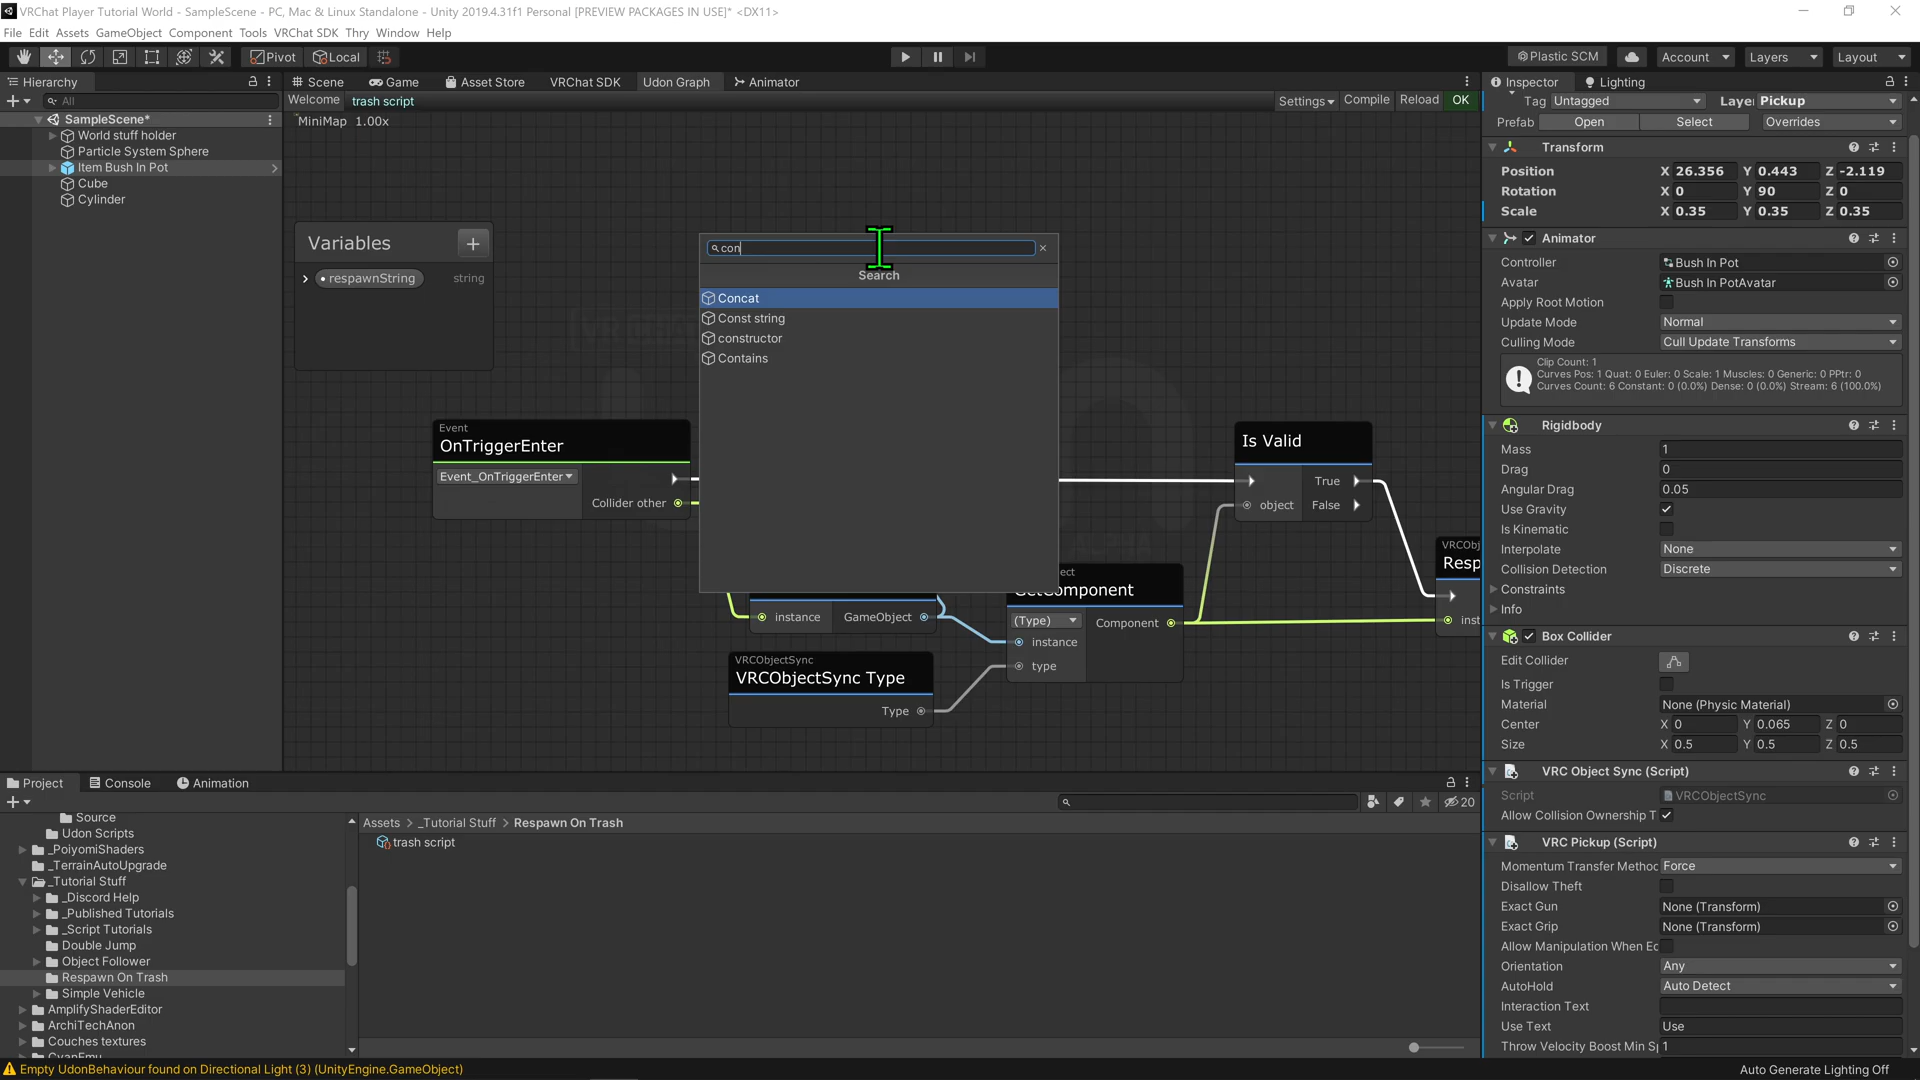 VRChat Player Tutorial World - SampleScene - PC, Mac & Linux Standalone - Unity 2019.4.31f1 Personal [PREVIEW PACKAGES IN USE]* <DX11>
File Edit Assets GameObject Component Tools VRChat SDK Thry Window Help
Pivot Local Plastic SCM Account Layers Layout
Hierarchy Scene Game Asset Store VRChat SDK Udon Graph Animator Inspector Lighting
All
SampleScene*
World stuff holder
Particle System Sphere
Item Bush In Pot
Cube
Cylinder
Welcome trash script Settings Compile Reload OK
MiniMap 1.00x
Variables +
respawnString string
con
Search
Concat
Const string
constructor
Contains
Event
OnTriggerEnter
Event_OnTriggerEnter
Collider other
instance GameObject
VRCObjectSync
VRCObjectSync Type
Type
ect
GetComponent
(Type) Component
instance
type
Is Valid
True
object False
VRCObj
Resp
inst
Tag Untagged Layer Pickup
Prefab Open Select Overrides
Transform
Position X 26.356 Y 0.443 Z -2.119
Rotation X 0 Y 90 Z 0
Scale X 0.35 Y 0.35 Z 0.35
Animator
Controller Bush In Pot
Avatar Bush In PotAvatar
Apply Root Motion
Update Mode Normal
Culling Mode Cull Update Transforms
Clip Count: 1
Curves Pos: 1 Quat: 0 Euler: 0 Scale: 1 Muscles: 0 Generic: 0 PPtr: 0
Curves Count: 6 Constant: 0 (0.0%) Dense: 0 (0.0%) Stream: 6 (100.0%)
Rigidbody
Mass 1
Drag 0
Angular Drag 0.05
Use Gravity
Is Kinematic
Interpolate None
Collision Detection Discrete
Constraints
Info
Box Collider
Edit Collider
Is Trigger
Material None (Physic Material)
Center X 0 Y 0.065 Z 0
Size X 0.5 Y 0.5 Z 0.5
VRC Object Sync (Script)
Script VRCObjectSync
Allow Collision Ownership T
VRC Pickup (Script)
Momentum Transfer Methoc Force
Disallow Theft
Exact Gun None (Transform)
Exact Grip None (Transform)
Allow Manipulation When Ec
Orientation Any
AutoHold Auto Detect
Interaction Text
Use Text Use
Throw Velocity Boost Min Sp 1
Project Console Animation
20
Source
Udon Scripts
_PoiyomiShaders
_TerrainAutoUpgrade
_Tutorial Stuff
_Discord Help
_Published Tutorials
_Script Tutorials
Double Jump
Object Follower
Respawn On Trash
Simple Vehicle
AmplifyShaderEditor
ArchiTechAnon
Couches textures
CyanEmu
Assets > _Tutorial Stuff > Respawn On Trash
trash script
Empty UdonBehaviour found on Directional Light (3) (UnityEngine.GameObject)
Auto Generate Lighting Off